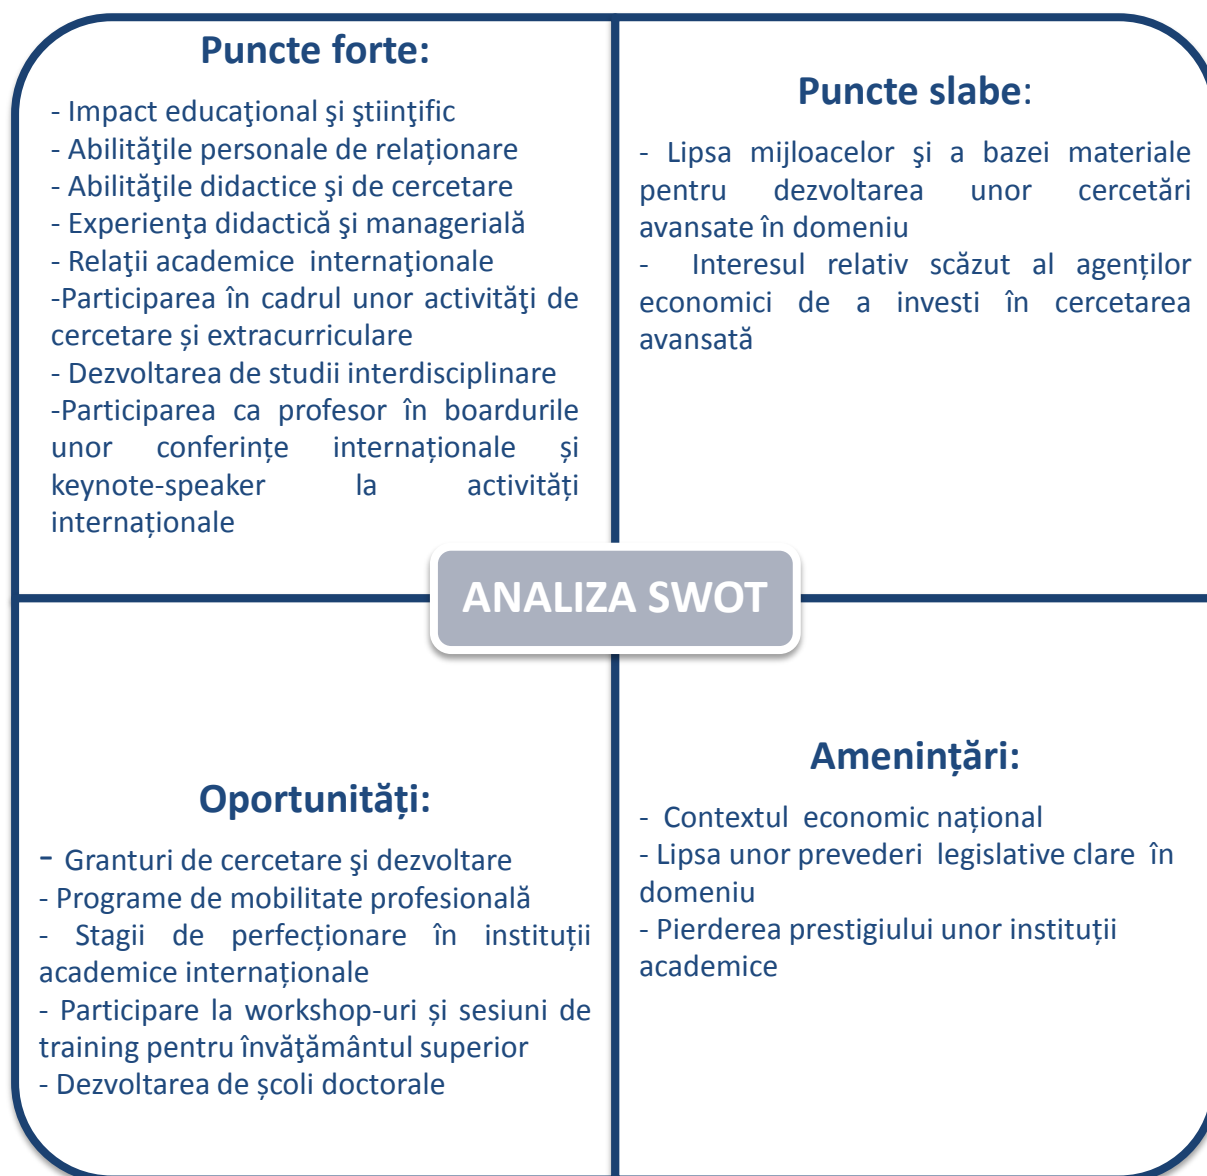 Puncte forte:
- Impact educaţional şi ştiinţific
- Abilităţile personale de relaționare
- Abilităţile didactice şi de cercetare
- Experienţa didactică şi managerială
- Relaţii academice internaţionale
-Participarea în cadrul unor activităţi de
cercetare și extracurriculare
- Dezvoltarea de studii interdisciplinare
-Participarea ca profesor în boardurile
unor conferințe internaționale și
keynote-speaker la activități
internaționale
Puncte slabe:
- Lipsa mijloacelor şi a bazei materiale
pentru dezvoltarea unor cercetări
avansate în domeniu
- Interesul relativ scăzut al agenților
economici de a investi în cercetarea
avansată
ANALIZA SWOT
Oportunități:
- Granturi de cercetare şi dezvoltare
- Programe de mobilitate profesională
- Stagii de perfecționare în instituții
academice internaționale
- Participare la workshop-uri și sesiuni de
training pentru învăţământul superior
- Dezvoltarea de școli doctorale
Amenințări:
- Contextul economic național
- Lipsa unor prevederi legislative clare în
domeniu
- Pierderea prestigiului unor instituții
academice